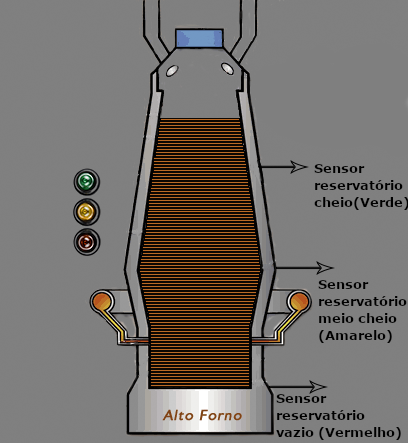 Sensor
reservatório
cheio(Verde)
Sensor
reservatório
meio cheio
(Amarelo)
Sensor
reservatório
vazio (Vermelho)
Alto Forno